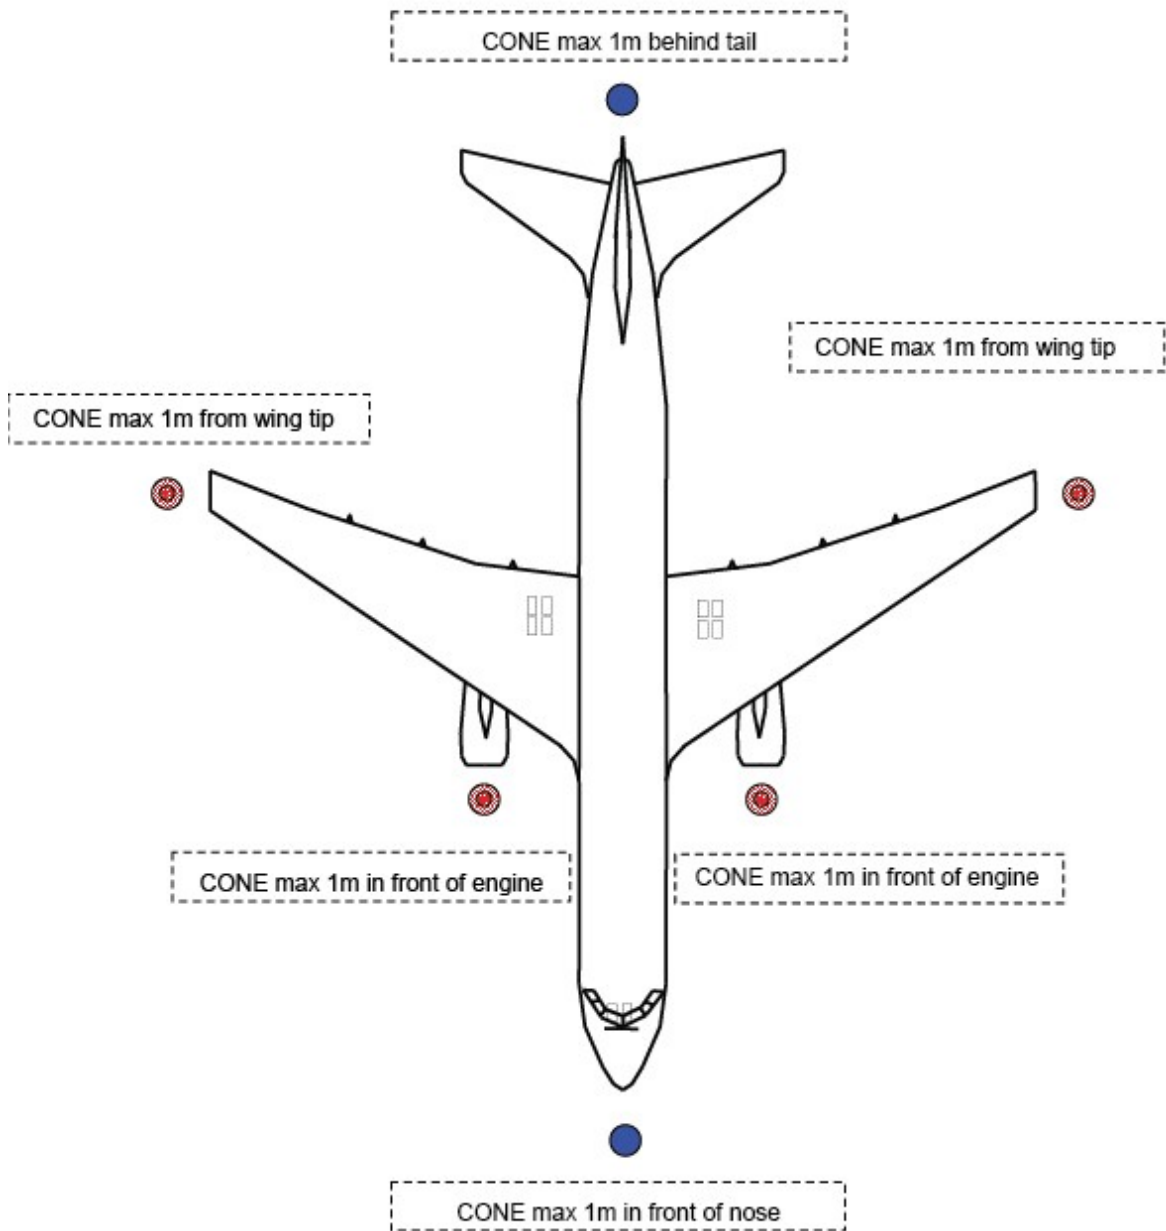 CONE max 1m behind tail
CONE max 1m from wing tip
CONE max 1m from wing tip
CONE max 1m in front of engine
CONE max 1m in front of engine
CONE max 1m in front of nose